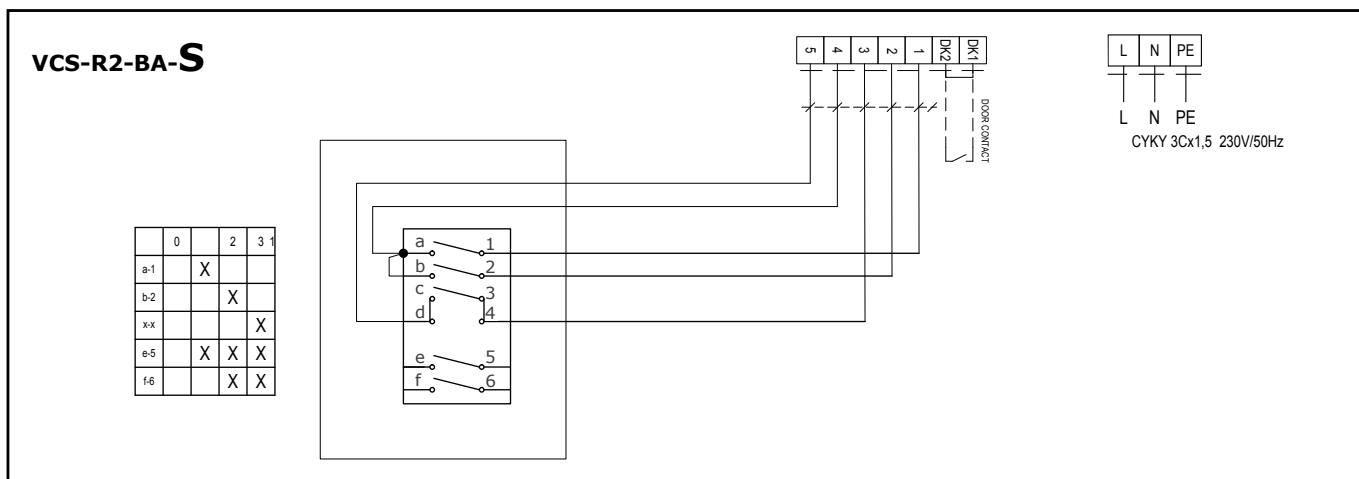 VCS-R2-BA-S
5 4 3 2 1 DK2 DK1
DOOR CONTACT
L N PE
L N PE
CYKY 3Cx1,5 230V/50Hz
0 2 3 1
a-1 X
b-2 X
x-x X
e-5 X X X
f-6 X X
a 1
b 2
c 3
d 4
e 5
f 6